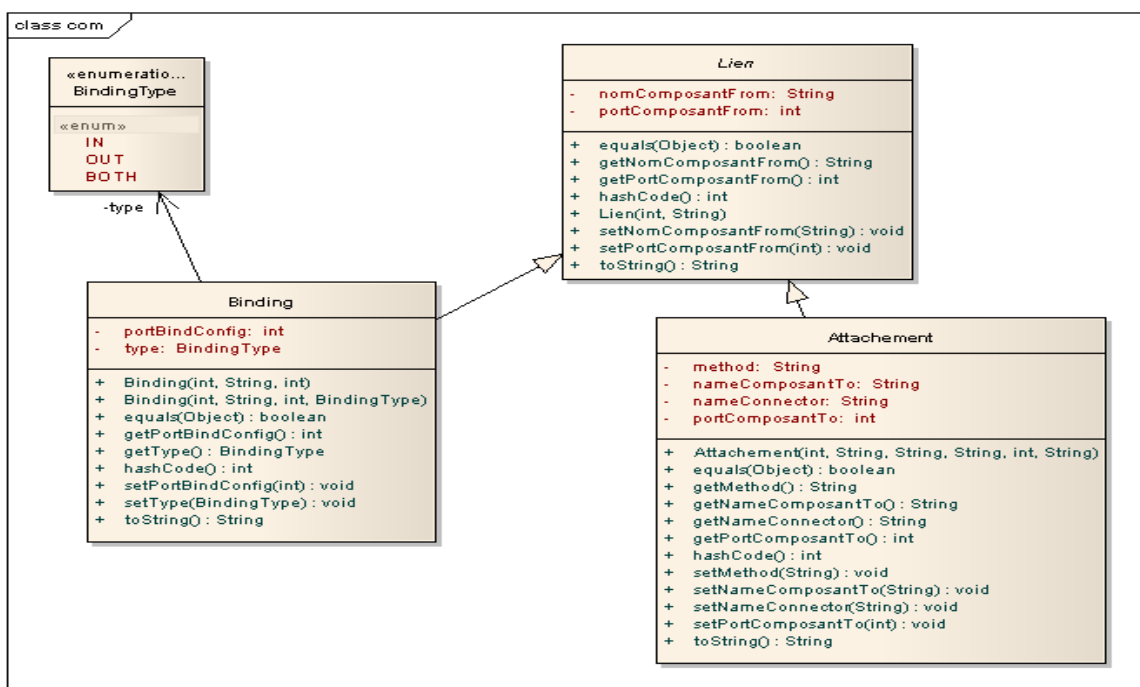 class com
«enumeratio...
BindingType
«enum»
IN
OUT
BOTH
-type
Lien
- nomComposantFrom: String
- portComposantFrom: int
+ equals(Object) : boolean
+ getNomComposantFrom() : String
+ getPortComposantFrom() : int
+ hashCode() : int
+ Lien(int, String)
+ setNomComposantFrom(String) : void
+ setPortComposantFrom(int) : void
+ toString() : String
Binding
- portBindConfig: int
- type: BindingType
+ Binding(int, String, int)
+ Binding(int, String, int, BindingType)
+ equals(Object) : boolean
+ getPortBindConfig() : int
+ getType() : BindingType
+ hashCode() : int
+ setPortBindConfig(int) : void
+ setType(BindingType) : void
+ toString() : String
Attachement
- method: String
- nameComposantTo: String
- nameConnector: String
- portComposantTo: int
+ Attachement(int, String, String, String, int, String)
+ equals(Object) : boolean
+ getMethod() : String
+ getNameComposantTo() : String
+ getNameConnector() : String
+ getPortComposantTo() : int
+ hashCode() : int
+ setMethod(String) : void
+ setNameComposantTo(String) : void
+ setNameConnector(String) : void
+ setPortComposantTo(int) : void
+ toString() : String